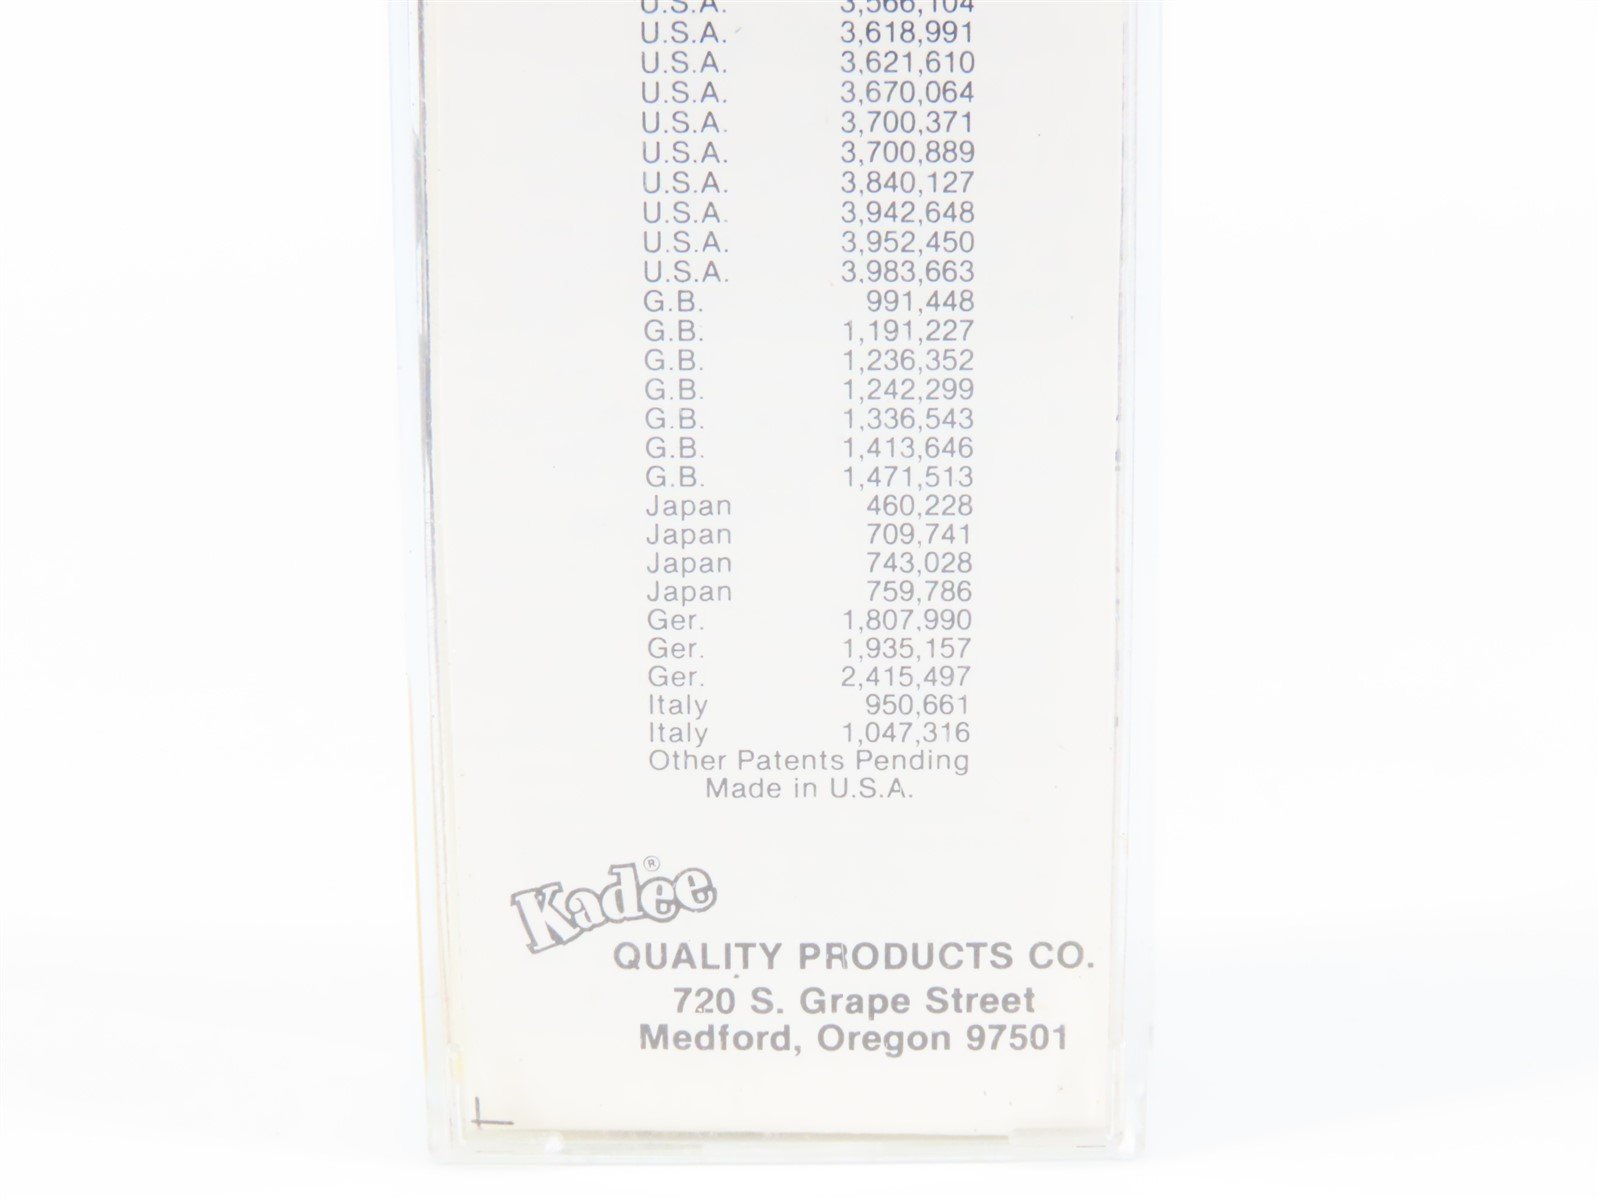 U.S.A. 3,566,104
U.S.A. 3,618,991
U.S.A. 3,621,610
U.S.A. 3,670,064
U.S.A. 3,700,371
U.S.A. 3,700,889
U.S.A. 3,840,127
U.S.A. 3,942,648
U.S.A. 3,952,450
U.S.A. 3,983,663
G.B. 991,448
G.B. 1,191,227
G.B. 1,236,352
G.B. 1,242,299
G.B. 1,336,543
G.B. 1,413,646
G.B. 1,471,513
Japan 460,228
Japan 709,741
Japan 743,028
Japan 759,786
Ger. 1,807,990
Ger. 1,935,157
Ger. 2,415,497
Italy 950,661
Italy 1,047,316
Other Patents Pending
Made in U.S.A.
Kadee®
QUALITY PRODUCTS CO.
720 S. Grape Street
Medford, Oregon 97501